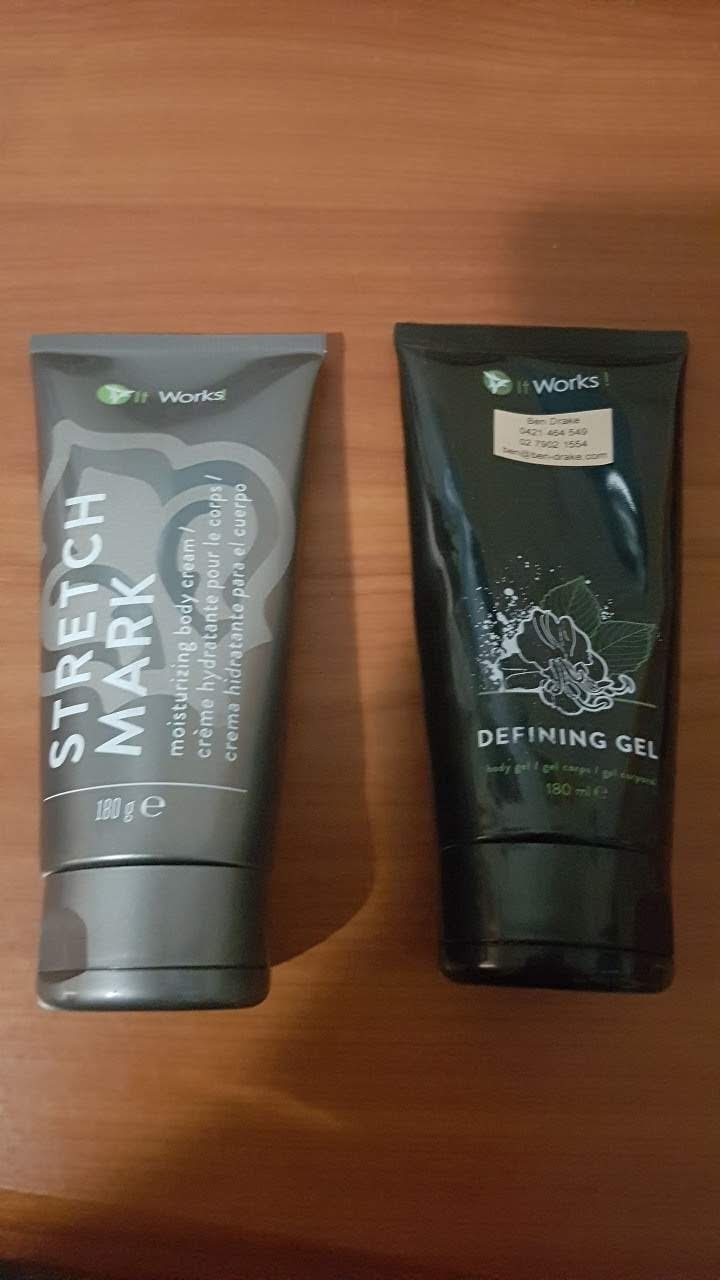 It Works!
STRETCH
MARK
moisturizing body cream /
crème hydratante pour le corps /
crema hidratante para el cuerpo
180 g ℮
It Works!
Ben Drake
0421 464 549
02 7902 1554
ben@ben-drake.com
DEFINING GEL
body gel / gel corps / gel corporal
180 ml ℮